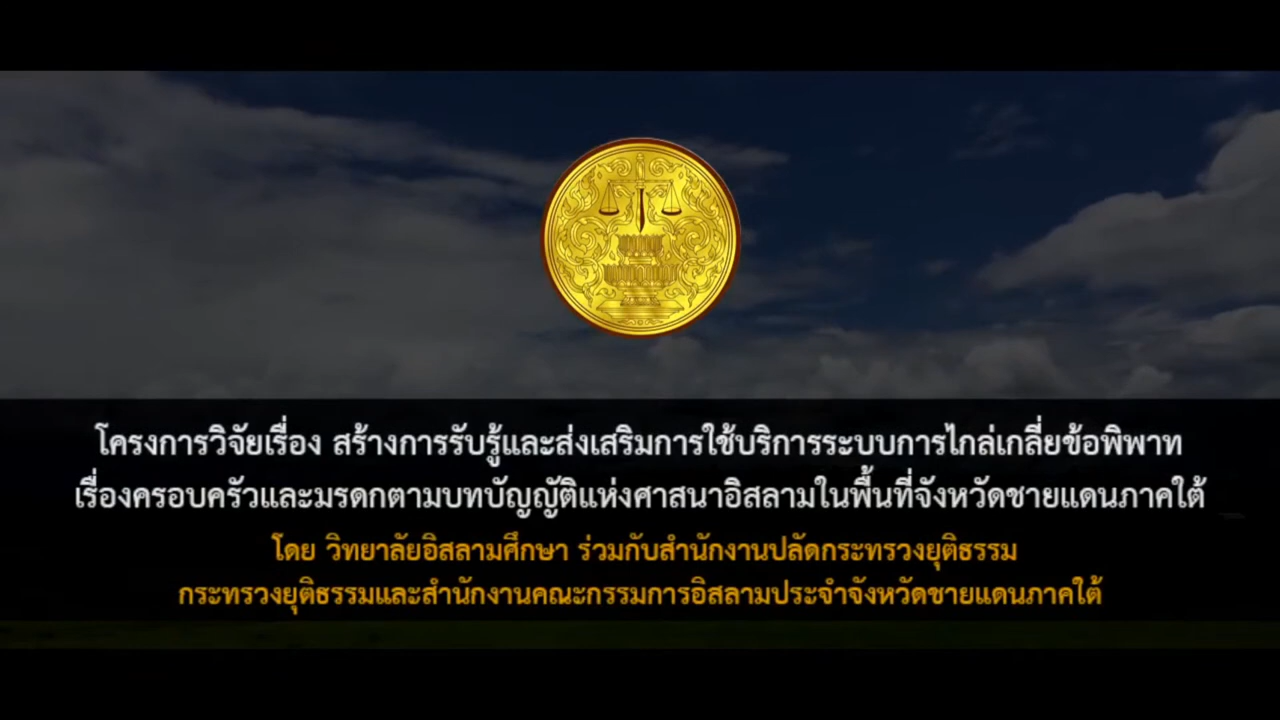 โครงการวิจัยเรื่อง สร้างการรับรู้และส่งเสริมการใช้บริการระบบการไกล่เกลี่ยข้อพิพาท
เรื่องครอบครัวและมรดกตามบทบัญญัติแห่งศาสนาอิสลามในพื้นที่จังหวัดชายแดนภาคใต้
โดย วิทยาลัยอิสลามศึกษา ร่วมกับสำนักงานปลัดกระทรวงยุติธรรม
กระทรวงยุติธรรมและสำนักงานคณะกรรมการอิสลามประจำจังหวัดชายแดนภาคใต้